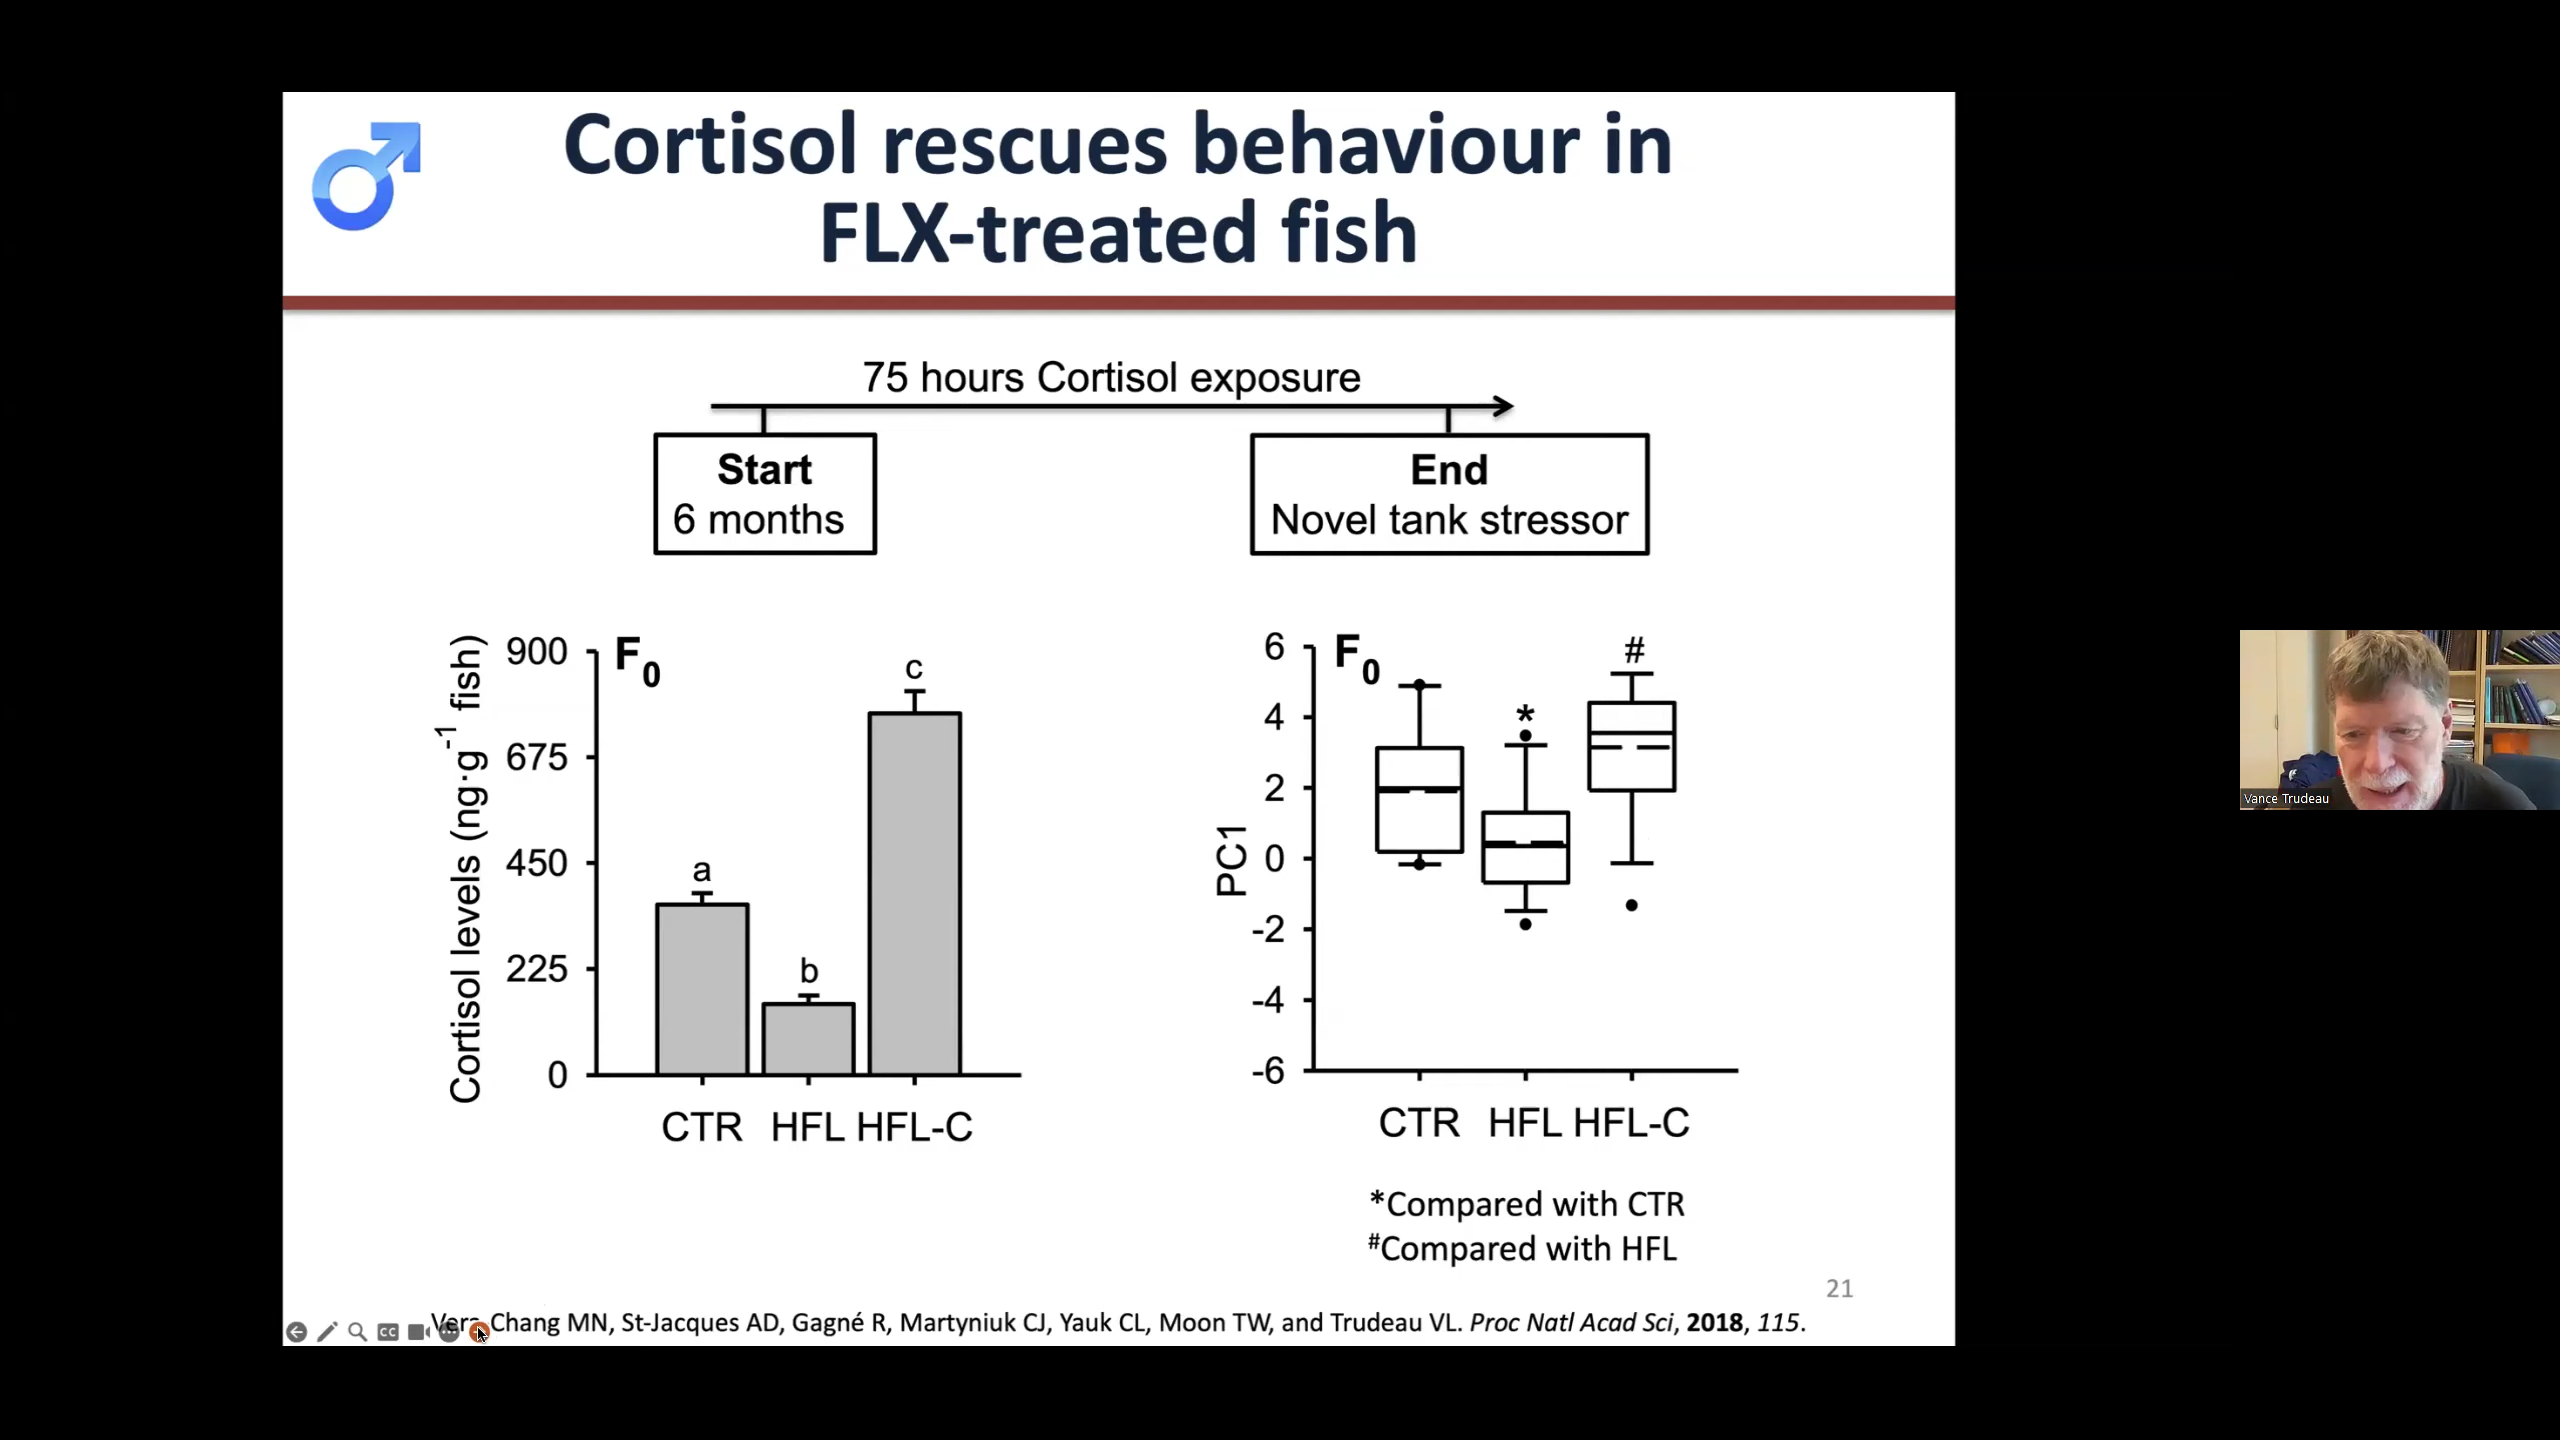 Cortisol rescues behaviour in
FLX-treated fish
75 hours Cortisol exposure
Start
6 months
End
Novel tank stressor
Cortisol levels (ng·g⁻¹ fish)
900
675
450
225
0
F₀
a
b
c
CTR HFL HFL-C
PC1
6
4
2
0
-2
-4
-6
F₀
*
#
CTR HFL HFL-C
*Compared with CTR
#Compared with HFL
21
Vera-Chang MN, St-Jacques AD, Gagné R, Martyniuk CJ, Yauk CL, Moon TW, and Trudeau VL. Proc Natl Acad Sci, 2018, 115.
CC
Vance Trudeau